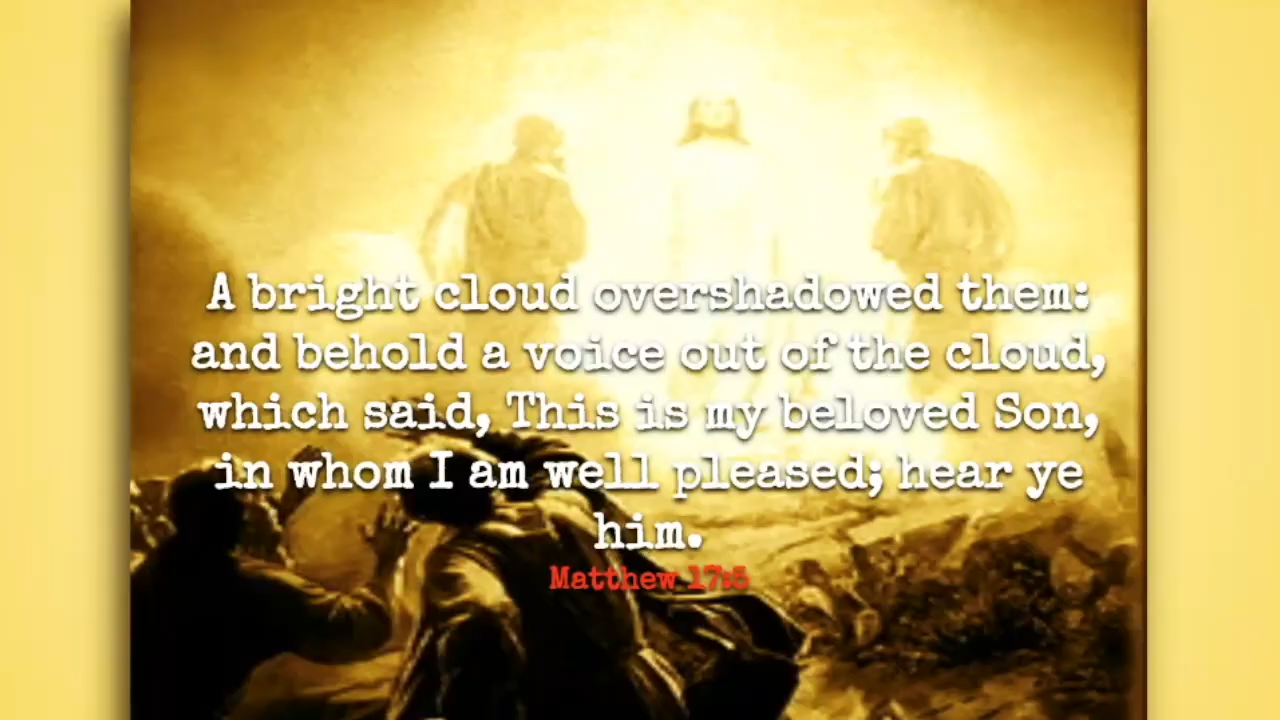 A bright cloud overshadowed them:
and behold a voice out of the cloud,
which said, This is my beloved Son,
in whom I am well pleased; hear ye
him.
Matthew 17:5